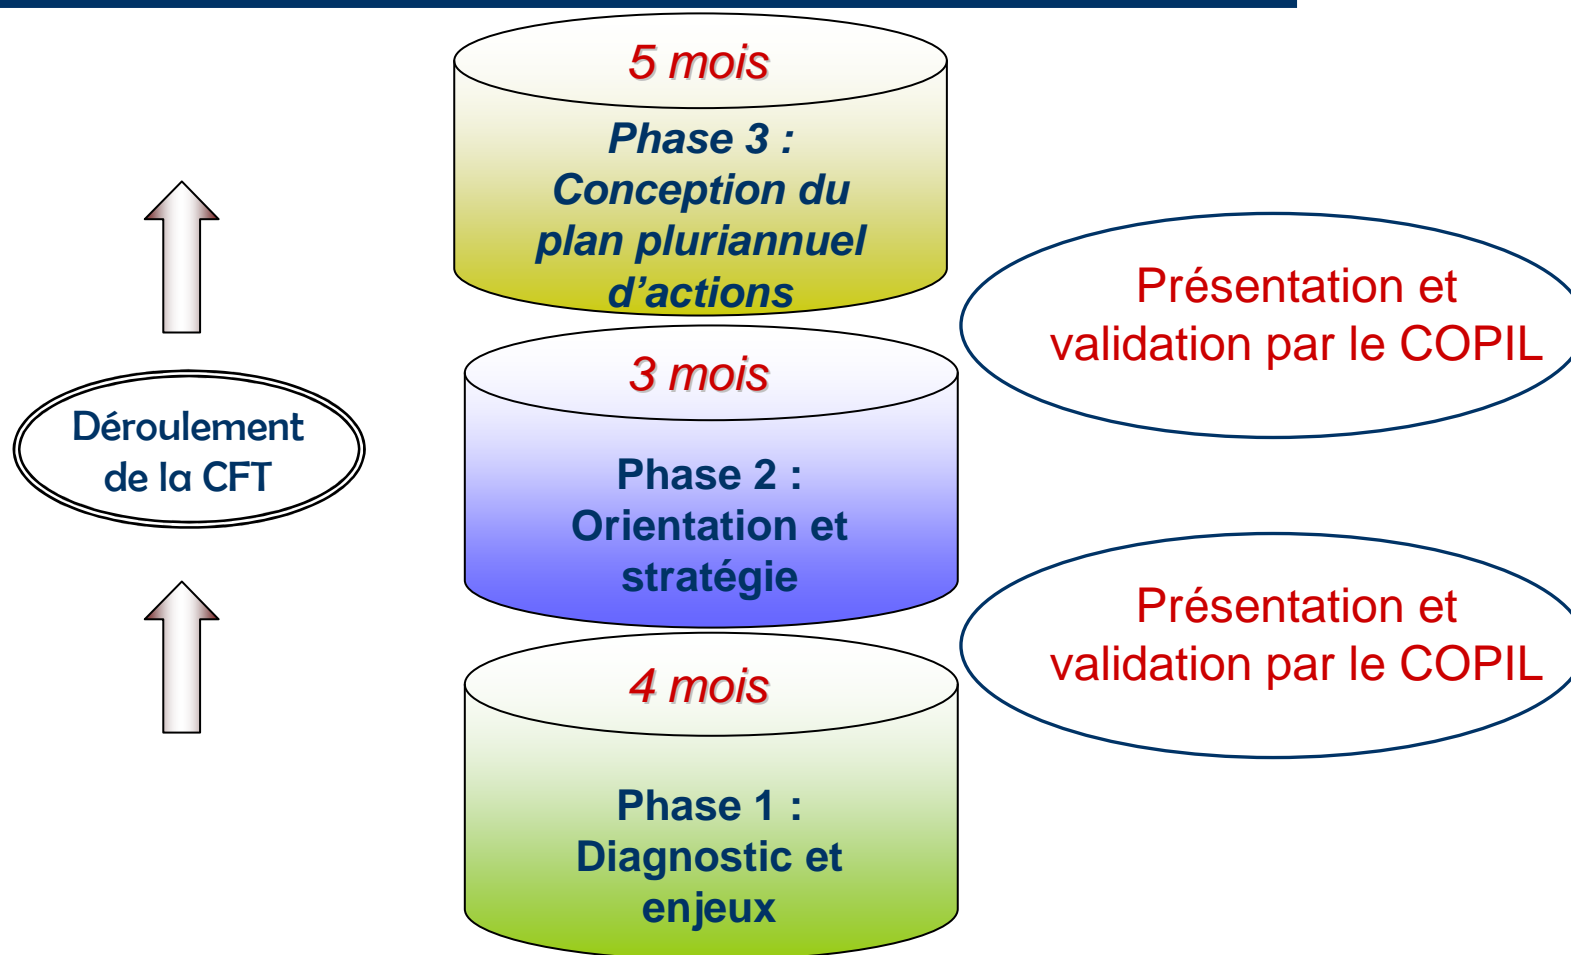 5 mois
Phase 3 :
Conception du
plan pluriannuel
d’actions
Présentation et
validation par le COPIL
3 mois
Déroulement
de la CFT
Phase 2 :
Orientation et
stratégie
Présentation et
validation par le COPIL
4 mois
Phase 1 :
Diagnostic et
enjeux